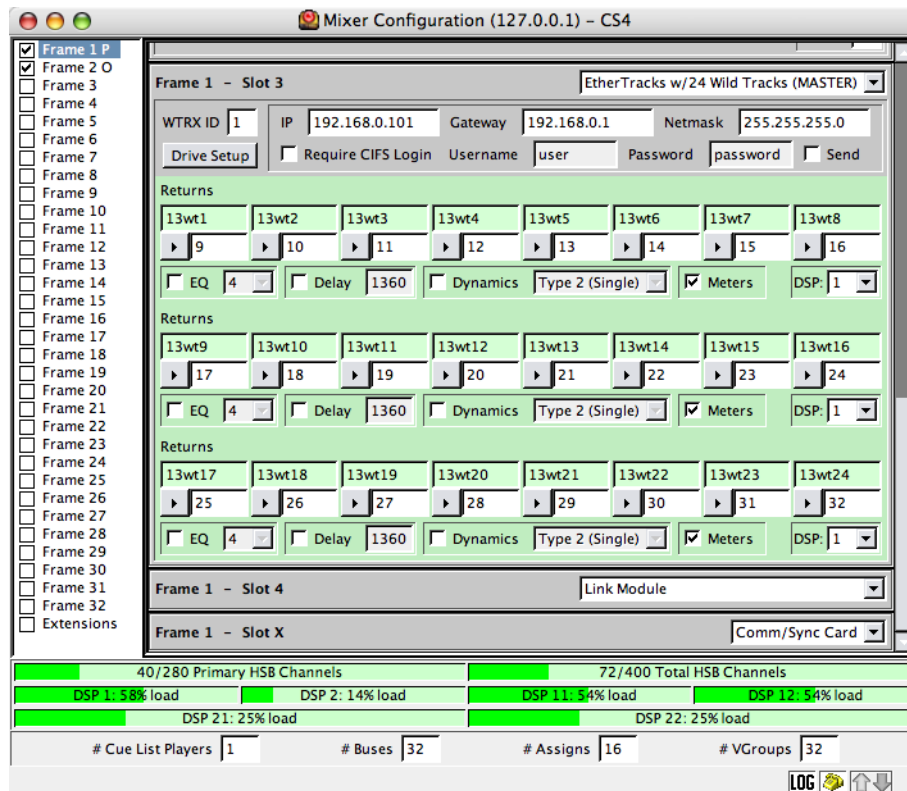 Mixer Configuration (127.0.0.1) – CS4
Frame 1 P
Frame 2 O
Frame 3
Frame 4
Frame 5
Frame 6
Frame 7
Frame 8
Frame 9
Frame 10
Frame 11
Frame 12
Frame 13
Frame 14
Frame 15
Frame 16
Frame 17
Frame 18
Frame 19
Frame 20
Frame 21
Frame 22
Frame 23
Frame 24
Frame 25
Frame 26
Frame 27
Frame 28
Frame 29
Frame 30
Frame 31
Frame 32
Extensions
Frame 1 – Slot 3 EtherTracks w/24 Wild Tracks (MASTER)
WTRX ID 1 IP 192.168.0.101 Gateway 192.168.0.1 Netmask 255.255.255.0
Drive Setup Require CIFS Login Username user Password password Send
Returns
13wt1 13wt2 13wt3 13wt4 13wt5 13wt6 13wt7 13wt8
9 10 11 12 13 14 15 16
EQ 4 Delay 1360 Dynamics Type 2 (Single) Meters DSP: 1
Returns
13wt9 13wt10 13wt11 13wt12 13wt13 13wt14 13wt15 13wt16
17 18 19 20 21 22 23 24
EQ 4 Delay 1360 Dynamics Type 2 (Single) Meters DSP: 1
Returns
13wt17 13wt18 13wt19 13wt20 13wt21 13wt22 13wt23 13wt24
25 26 27 28 29 30 31 32
EQ 4 Delay 1360 Dynamics Type 2 (Single) Meters DSP: 1
Frame 1 – Slot 4 Link Module
Frame 1 – Slot X Comm/Sync Card
40/280 Primary HSB Channels 72/400 Total HSB Channels
DSP 1: 58% load DSP 2: 14% load DSP 11: 54% load DSP 12: 54% load
DSP 21: 25% load DSP 22: 25% load
# Cue List Players 1 # Buses 32 # Assigns 16 # VGroups 32
LOG